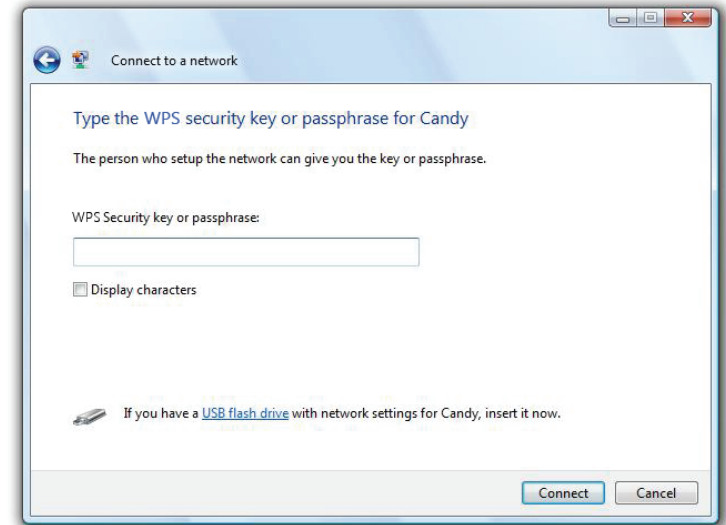 Connect to a network
Type the WPS security key or passphrase for Candy
The person who setup the network can give you the key or passphrase.
WPS Security key or passphrase:
Display characters
If you have a USB flash drive with network settings for Candy, insert it now.
Connect Cancel